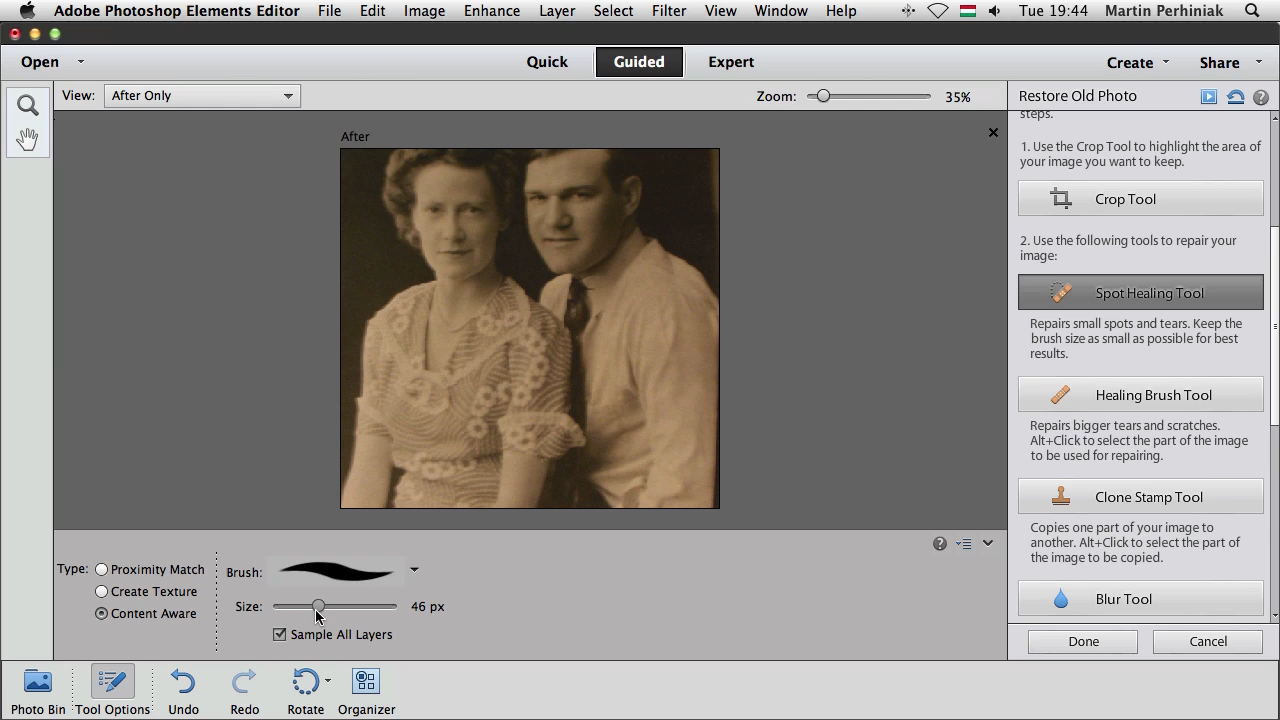 Adobe Photoshop Elements Editor File Edit Image Enhance Layer Select Filter View Window Help Tue 19:44 Martin Perhiniak
Open Quick Guided Expert Create Share
View: After Only Zoom: 35% Restore Old Photo
After
steps.
1. Use the Crop Tool to highlight the area of
your image you want to keep.
Crop Tool
2. Use the following tools to repair your
image:
Spot Healing Tool
Repairs small spots and tears. Keep the
brush size as small as possible for best
results.
Healing Brush Tool
Repairs bigger tears and scratches.
Alt+Click to select the part of the image
to be used for repairing.
Clone Stamp Tool
Copies one part of your image to
another. Alt+Click to select the part of
the image to be copied.
Blur Tool
Done Cancel
Type: Proximity Match
Create Texture
Content Aware
Brush:
Size: 46 px
Sample All Layers
Photo Bin Tool Options Undo Redo Rotate Organizer